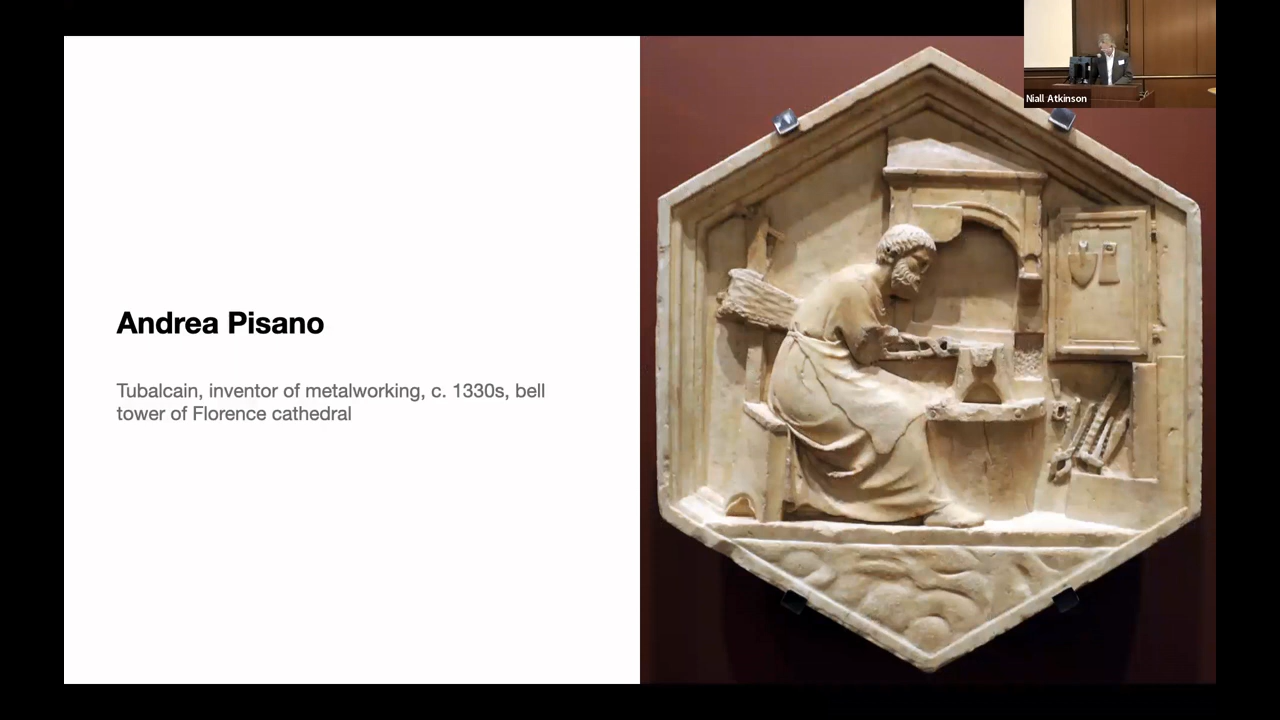 Niall Atkinson
Andrea Pisano
Tubalcain, inventor of metalworking, c. 1330s, bell
tower of Florence cathedral